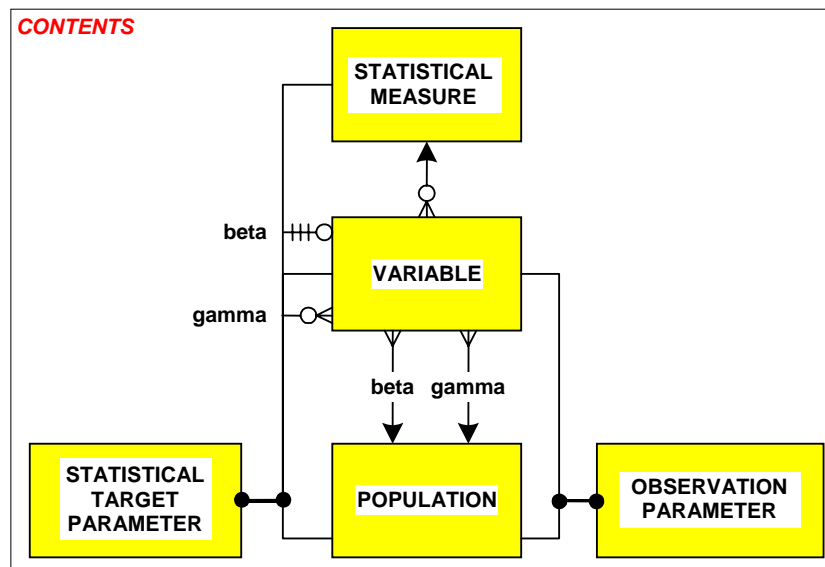 CONTENTS
STATISTICAL
MEASURE
beta
VARIABLE
gamma
beta gamma
STATISTICAL
TARGET
PARAMETER
POPULATION
OBSERVATION
PARAMETER